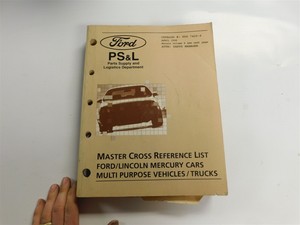 Ford
PS&L
Parts Supply and
Logistics Department
MASTER CROSS REFERENCE LIST
FORD/LINCOLN MERCURY CARS
MULTI PURPOSE VEHICLES / TRUCKS